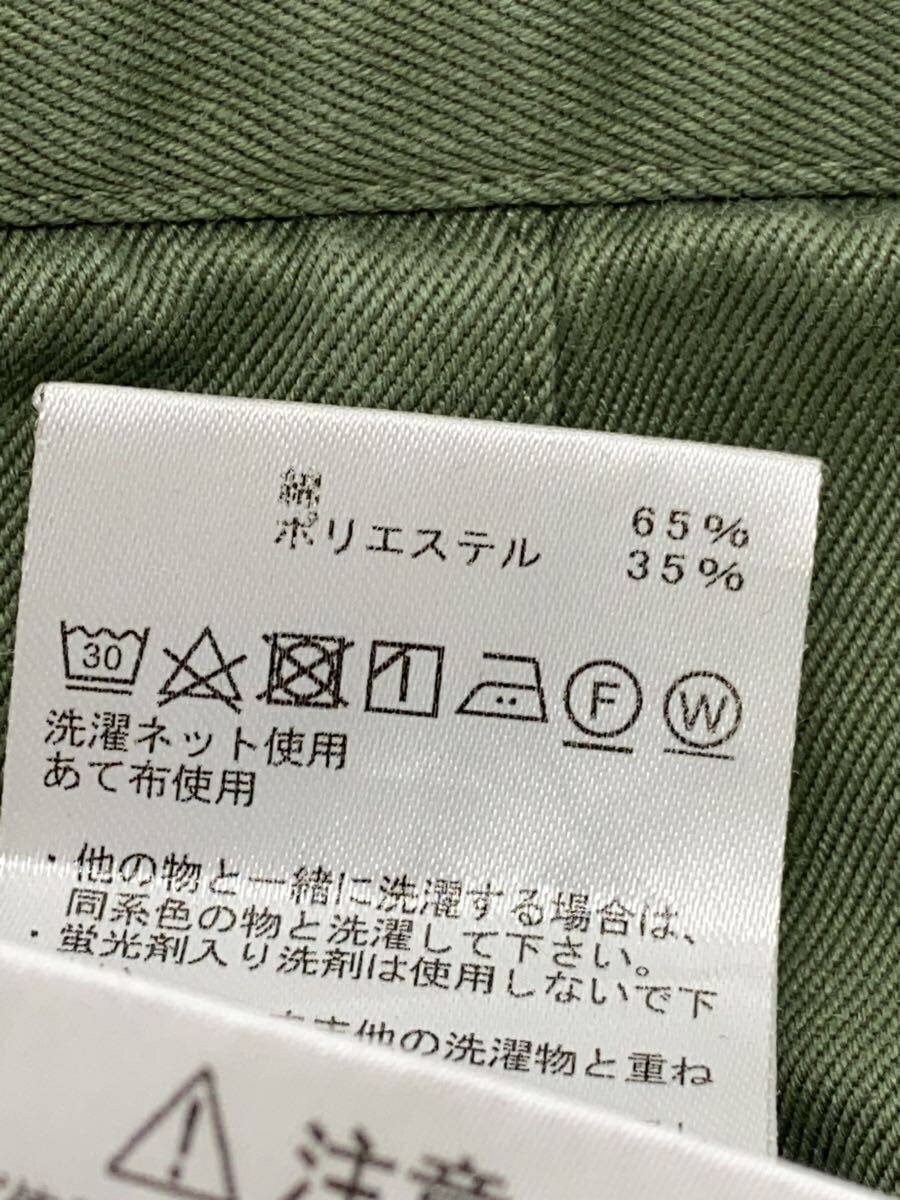 綿 65%
ポリエステル 35%
30 F W
洗濯ネット使用
あて布使用
・他の物と一緒に洗濯する場合は、
同系色の物と洗濯して下さい。
・蛍光剤入り洗剤は使用しないで下
他の洗濯物と重ね
注意